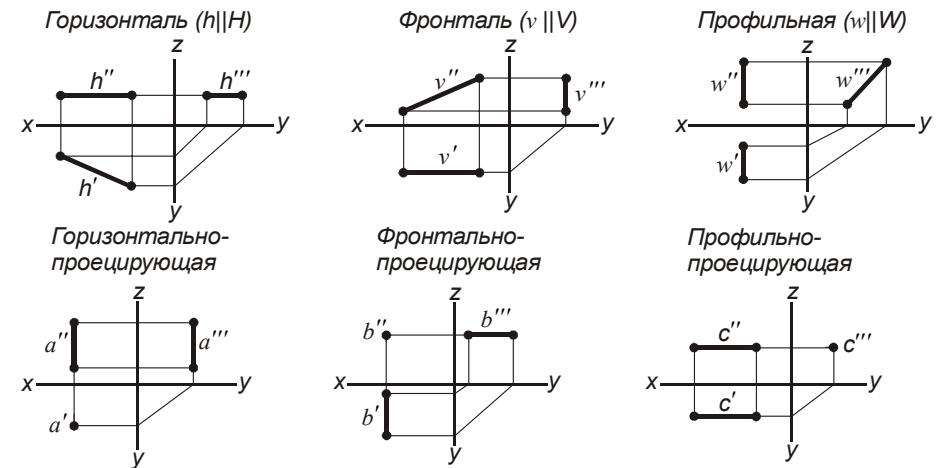 Горизонталь (h||H)
z
h″
h‴
x
y
h′
y
Фронталь (v ||V)
z
v″
v‴
x
y
v′
y
Профильная (w||W)
z
w″
w‴
x
y
w′
y
Горизонтально-
проецирующая
z
a″
a‴
x
y
a′
y
Фронтально-
проецирующая
z
b″
b‴
x
y
b′
y
Профильно-
проецирующая
z
c″
c‴
x
y
c′
y